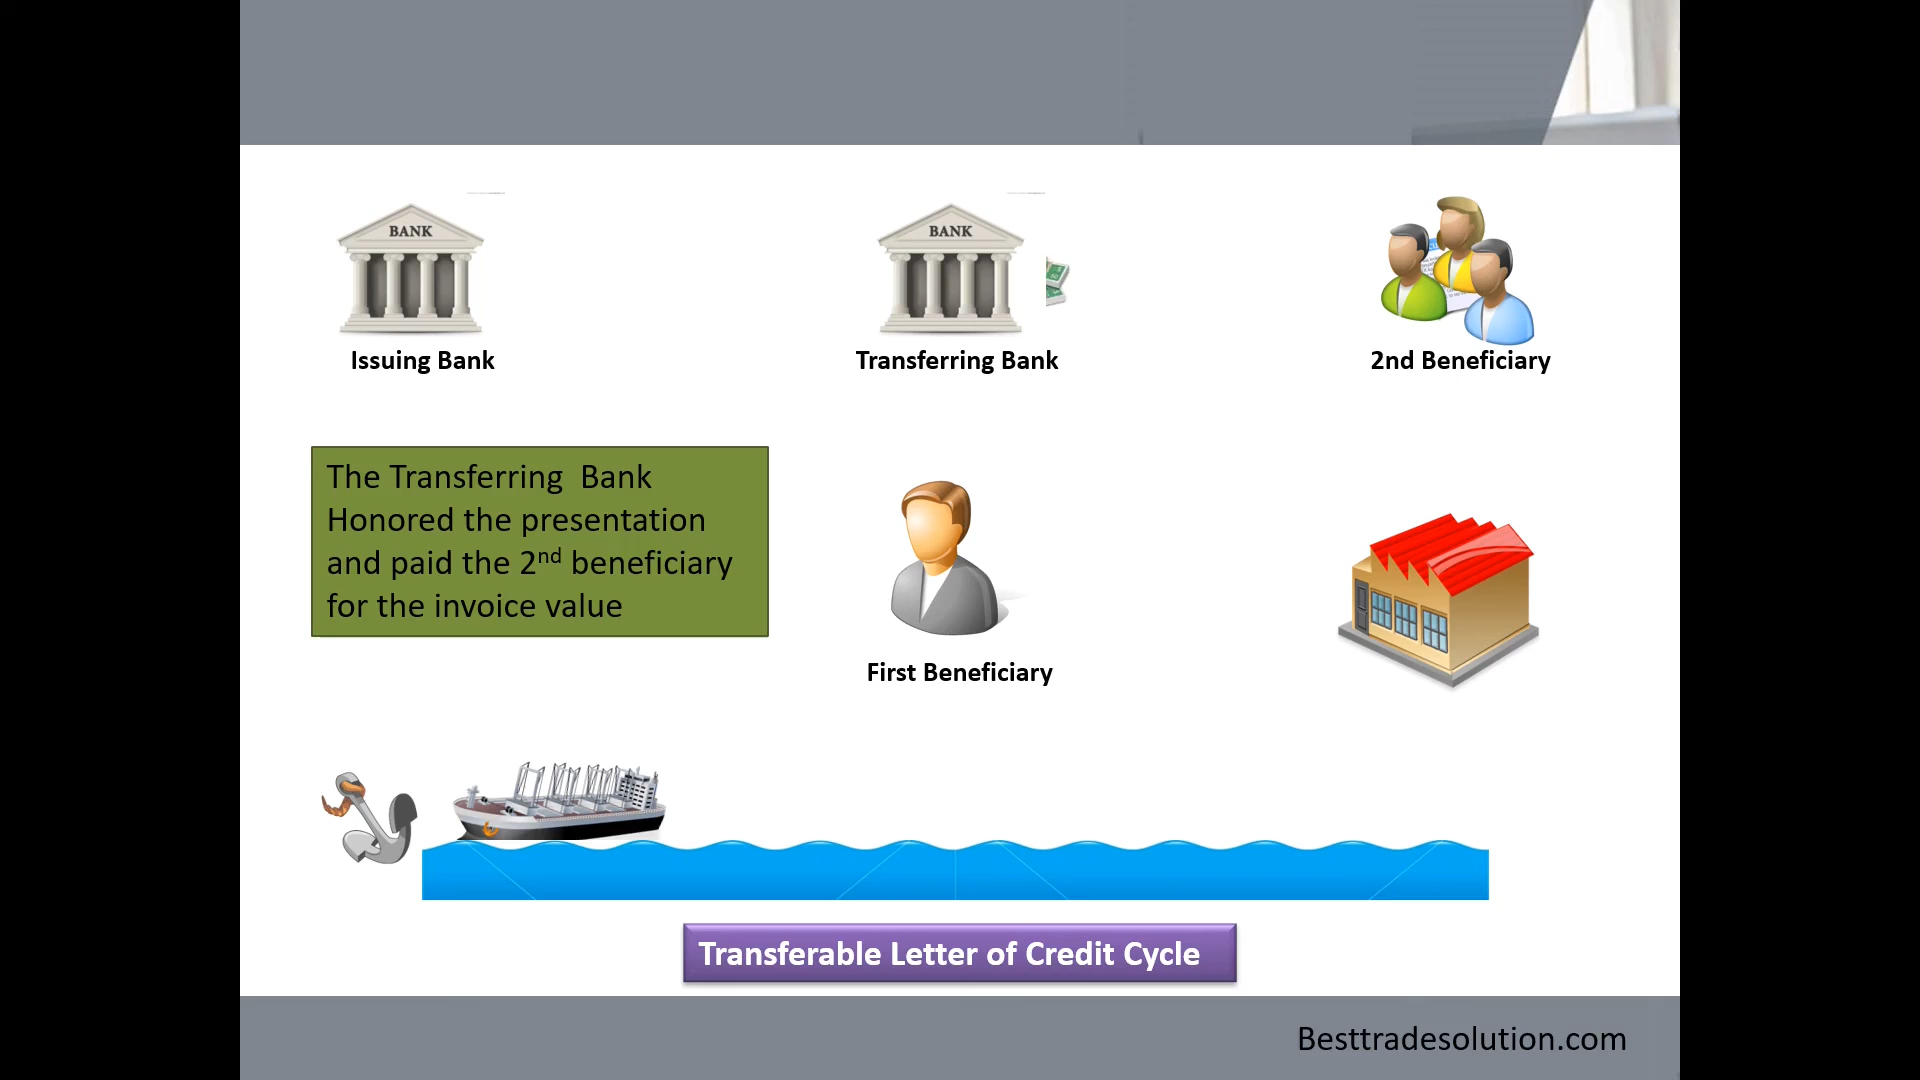 BANK
BANK
Issuing Bank
Transferring Bank
2nd Beneficiary
The Transferring  Bank
Honored the presentation
and paid the 2nd beneficiary
for the invoice value
First Beneficiary
Transferable Letter of Credit Cycle
Besttradesolution.com